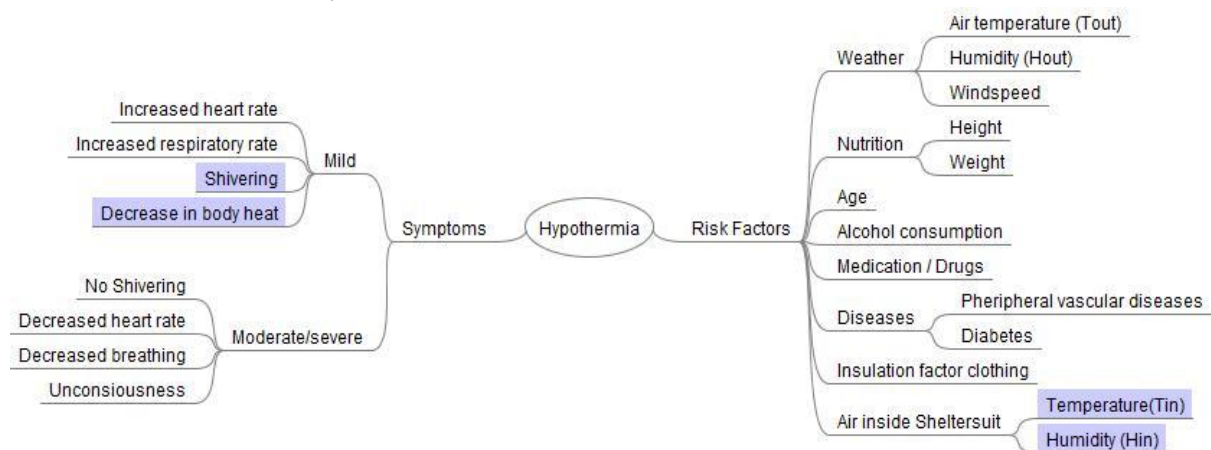 Hypothermia
Symptoms
Mild
Increased heart rate
Increased respiratory rate
Shivering
Decrease in body heat
Moderate/severe
No Shivering
Decreased heart rate
Decreased breathing
Unconsiousness
Risk Factors
Weather
Air temperature (Tout)
Humidity (Hout)
Windspeed
Nutrition
Height
Weight
Age
Alcohol consumption
Medication / Drugs
Diseases
Pheripheral vascular diseases
Diabetes
Insulation factor clothing
Air inside Sheltersuit
Temperature(Tin)
Humidity (Hin)